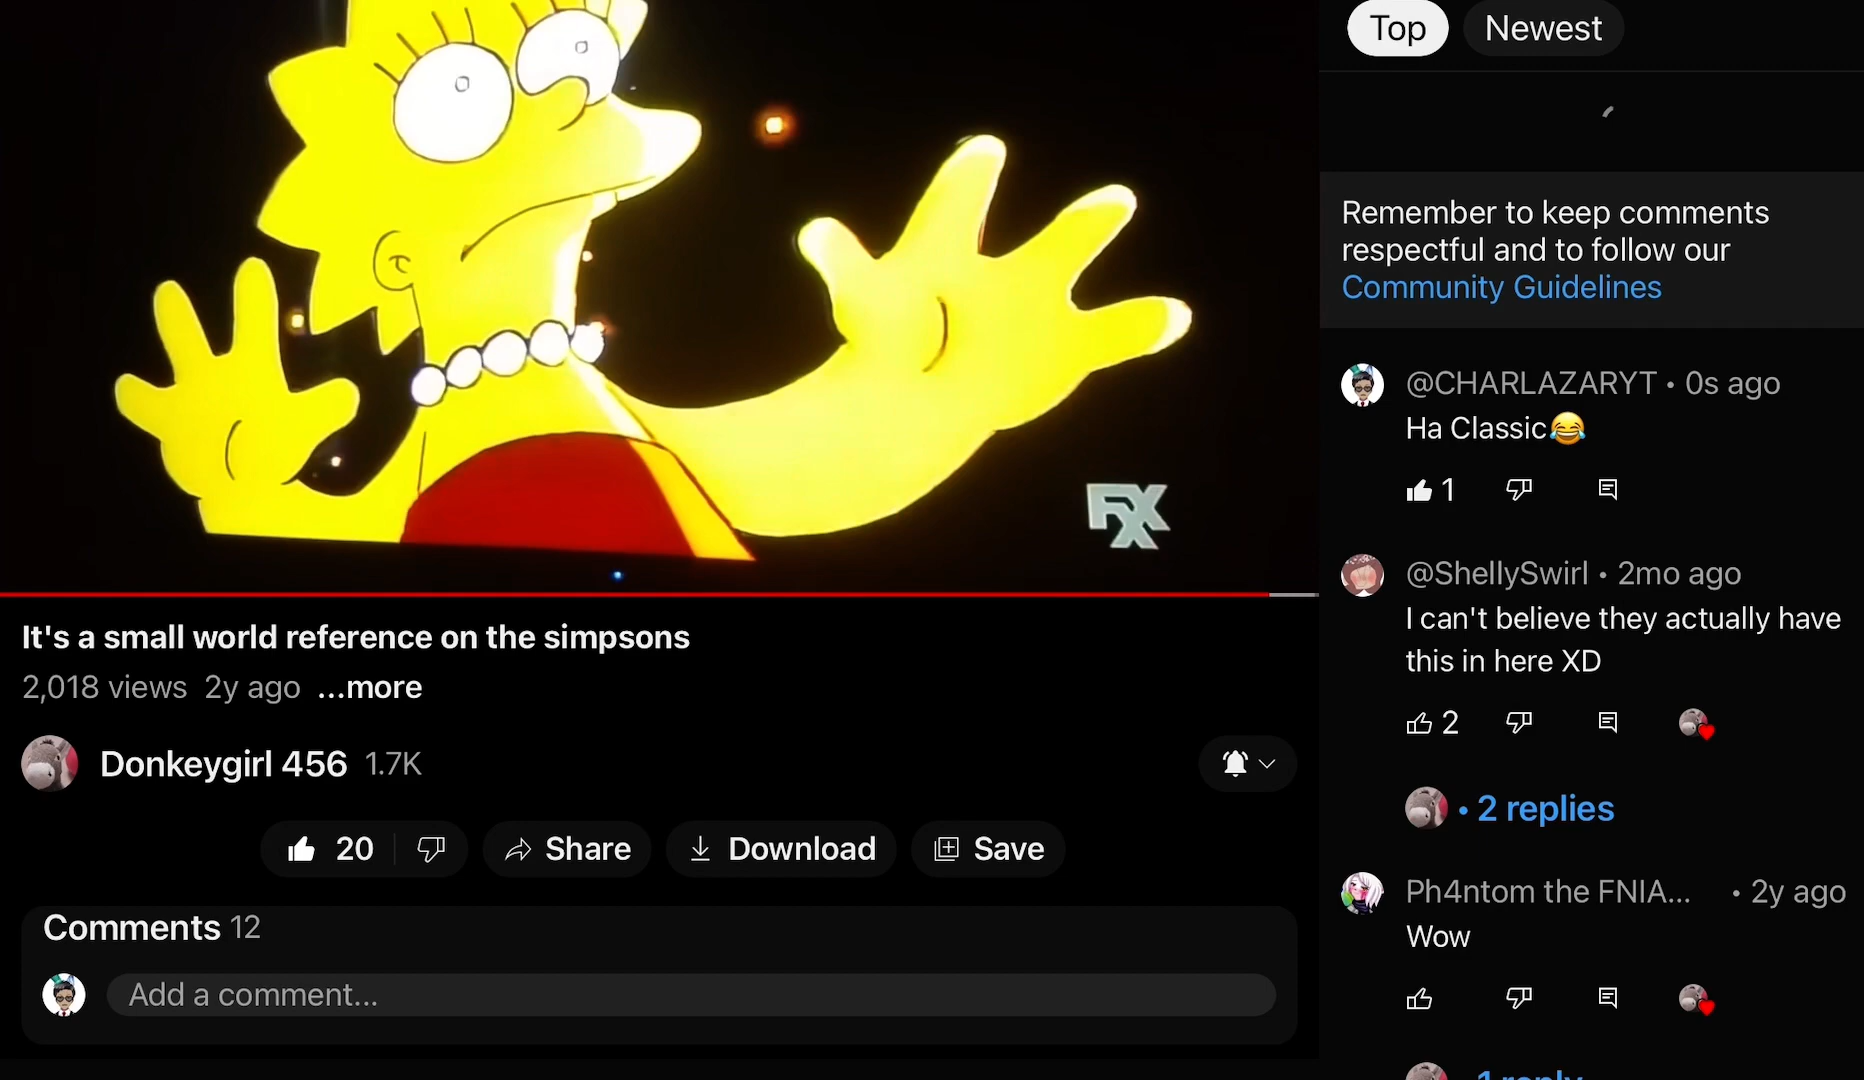 FX
It's a small world reference on the simpsons
2,018 views 2y ago ...more
Donkeygirl 456 1.7K
20 Share Download Save
Comments 12
Add a comment...
Top Newest
Remember to keep comments
respectful and to follow our
Community Guidelines
@CHARLAZARYT • 0s ago
Ha Classic😂
1
@ShellySwirl • 2mo ago
I can't believe they actually have
this in here XD
2
• 2 replies
Ph4ntom the FNIA... • 2y ago
Wow
1 reply